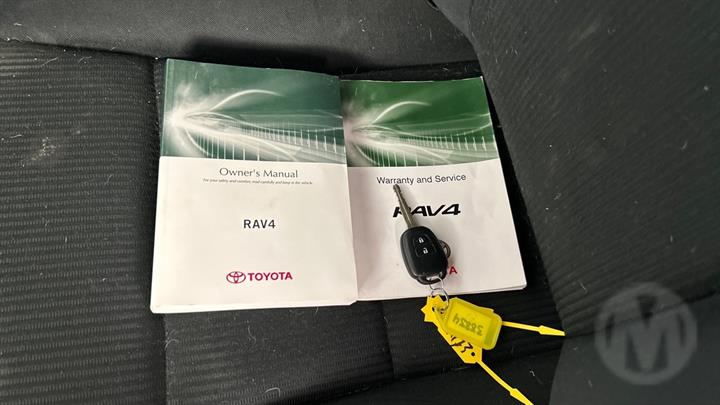 Owner's Manual
For your safety and comfort, read carefully and keep in the vehicle.
RAV4
TOYOTA
Warranty and Service
RAV4
TA
M